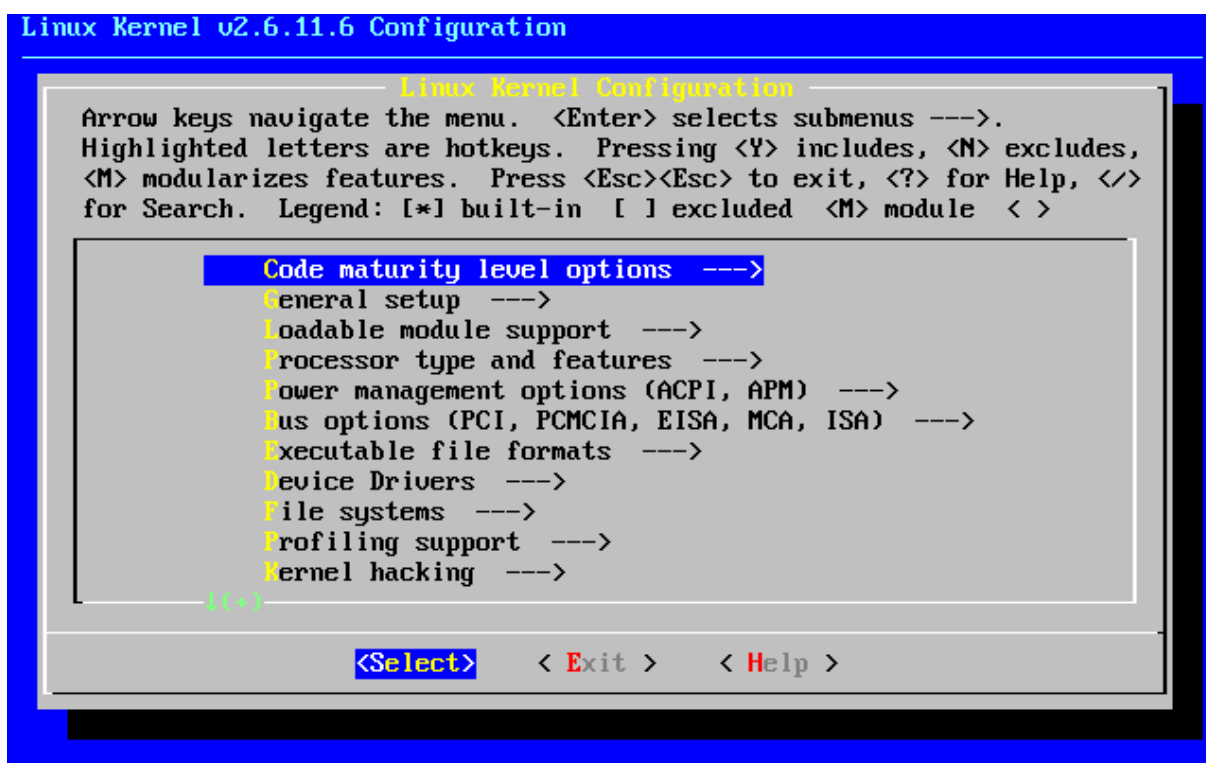 Linux Kernel v2.6.11.6 Configuration
Linux Kernel Configuration
Arrow keys navigate the menu.  <Enter> selects submenus --->.
Highlighted letters are hotkeys.  Pressing <Y> includes, <N> excludes,
<M> modularizes features.  Press <Esc><Esc> to exit, <?> for Help, </>
for Search.  Legend: [*] built-in  [ ] excluded  <M> module  < >
Code maturity level options  --->
General setup  --->
Loadable module support  --->
Processor type and features  --->
Power management options (ACPI, APM)  --->
Bus options (PCI, PCMCIA, EISA, MCA, ISA)  --->
Executable file formats  --->
Device Drivers  --->
File systems  --->
Profiling support  --->
Kernel hacking  --->
↓(+)
<Select>    < Exit >    < Help >